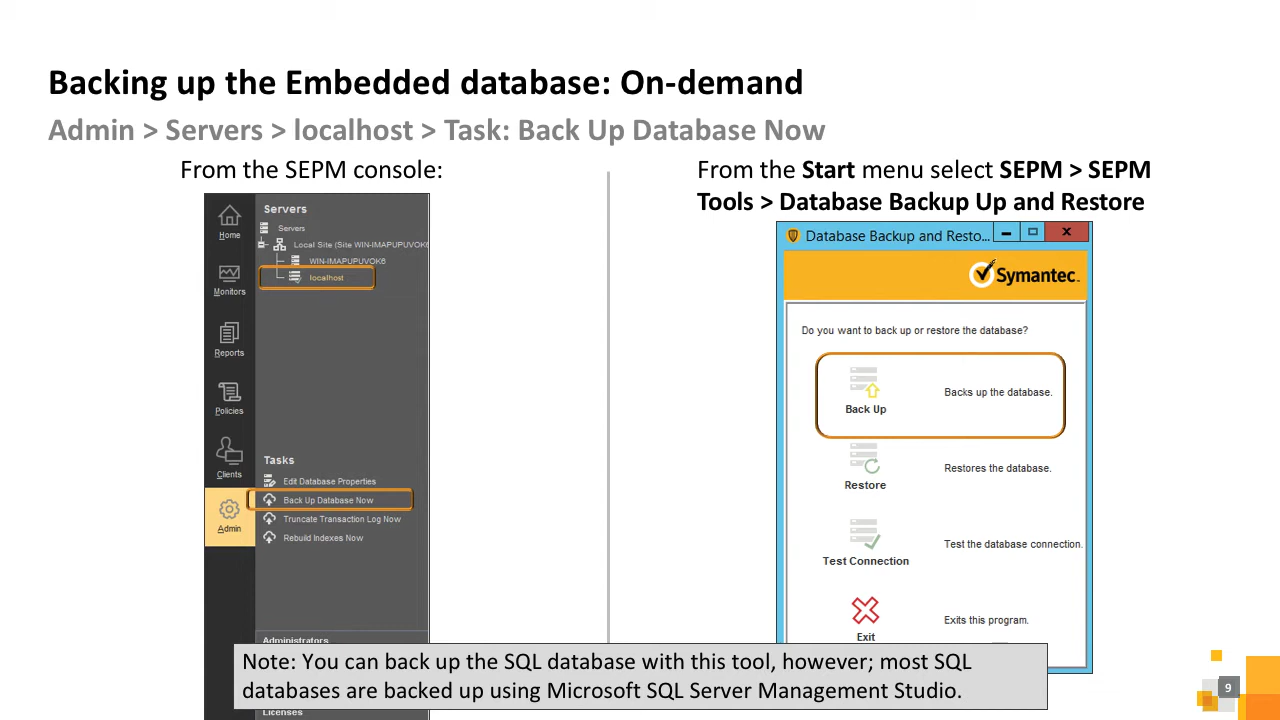 Backing up the Embedded database: On-demand
Admin > Servers > localhost > Task: Back Up Database Now
From the SEPM console:
Servers
Servers
Local Site (Site WIN-IMAPUPUVOK6
WIN-IMAPUPUVOK6
localhost
Home
Monitors
Reports
Policies
Clients
Admin
Tasks
Edit Database Properties
Back Up Database Now
Truncate Transaction Log Now
Rebuild Indexes Now
Administrators
Licenses
From the Start menu select SEPM > SEPM
Tools > Database Backup Up and Restore
Database Backup and Resto...
Symantec.
Do you want to back up or restore the database?
Back Up
Backs up the database.
Restore
Restores the database.
Test Connection
Test the database connection.
Exit
Exits this program.
Note: You can back up the SQL database with this tool, however; most SQL
databases are backed up using Microsoft SQL Server Management Studio.
9